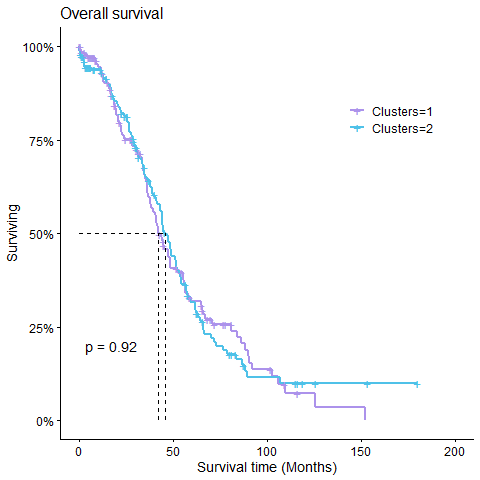 Overall survival
100%
75%
50%
25%
0%
Surviving
Clusters=1
Clusters=2
p = 0.92
0 50 100 150 200
Survival time (Months)